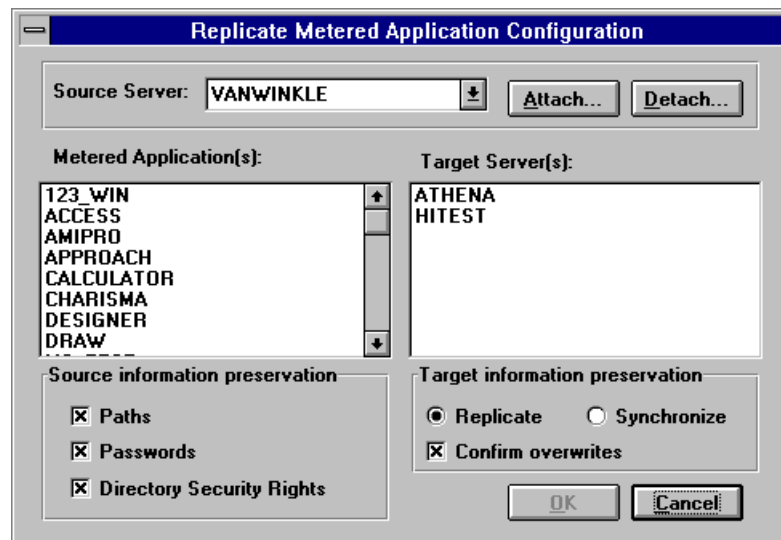 Replicate Metered Application Configuration
Source Server: VANWINKLE Attach... Detach...
Metered Application(s):
123_WIN
ACCESS
AMIPRO
APPROACH
CALCULATOR
CHARISMA
DESIGNER
DRAW
Target Server(s):
ATHENA
HITEST
Source information preservation
Paths
Passwords
Directory Security Rights
Target information preservation
Replicate Synchronize
Confirm overwrites
OK Cancel